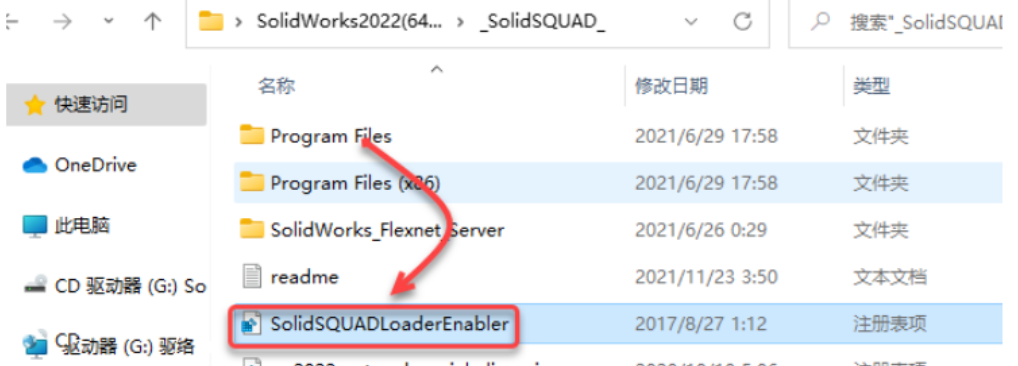 SolidWorks2022(64... › _SolidSQUAD_
搜索"_SolidSQUAD
名称 修改日期 类型
快速访问
Program Files 2021/6/29 17:58 文件夹
OneDrive
Program Files (x86) 2021/6/29 17:58 文件夹
此电脑
SolidWorks_Flexnet_Server 2021/6/26 0:29 文件夹
readme 2021/11/23 3:50 文本文档
CD 驱动器 (G:) So
SolidSQUADLoaderEnabler 2017/8/27 1:12 注册表项
CD 驱动器 (G:) 驱络